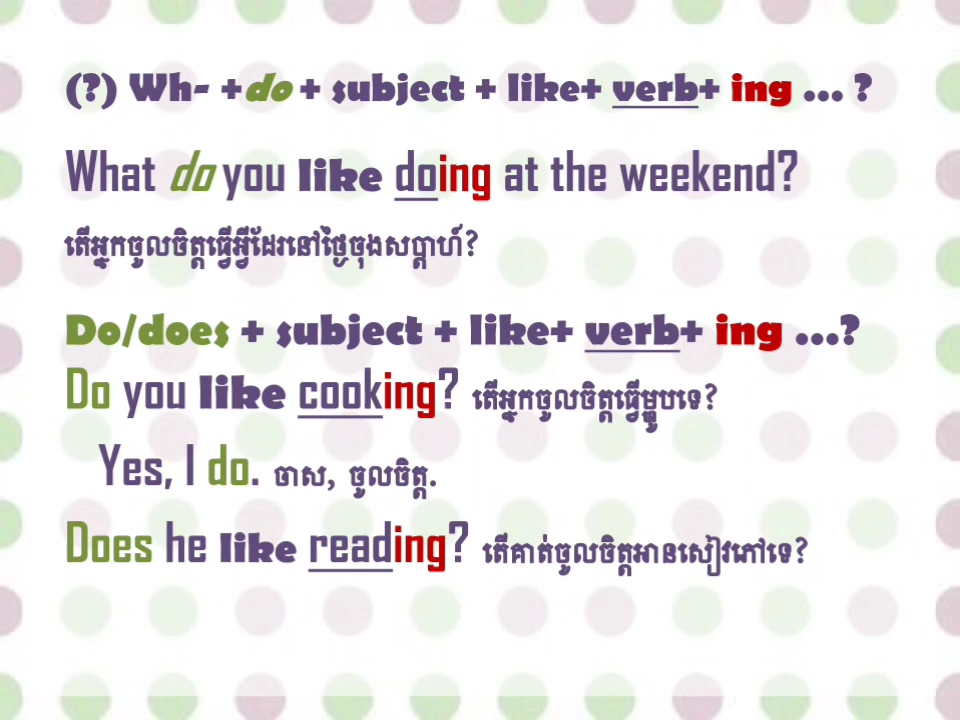 (?) Wh- +do + subject + like+ verb+ ing ... ?
What do you like doing at the weekend?
តើអ្នកចូលចិត្តធ្វើអ្វីដែរនៅថ្ងៃចុងសប្តាហ៍?
Do/does + subject + like+ verb+ ing ...?
Do you like cooking? តើអ្នកចូលចិត្តធ្វើម្ហូបទេ?
Yes, I do. ចាស, ចូលចិត្ត.
Does he like reading? តើគាត់ចូលចិត្តអានសៀវភៅទេ?